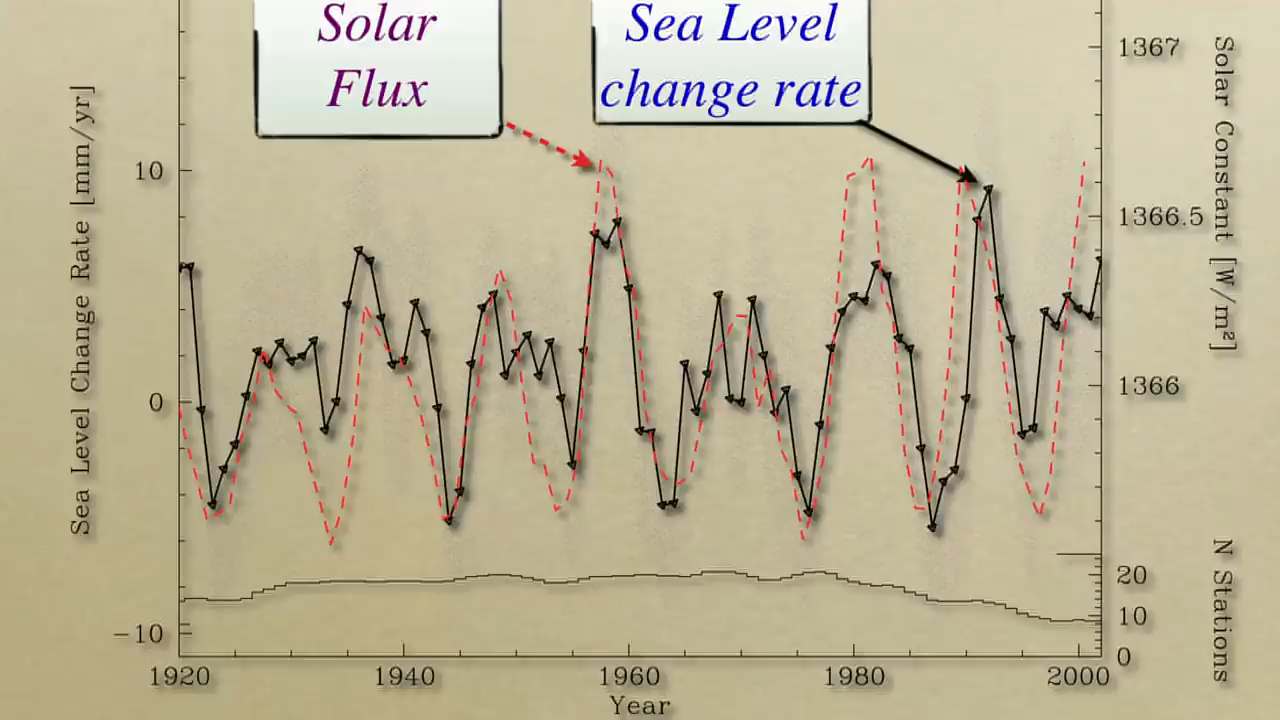 Solar
Flux
Sea Level
change rate
Sea Level Change Rate [mm/yr]
10
0
−10
1367
1366.5
1366
Solar Constant [W/m²]
20
10
0
N Stations
1920
1940
1960
1980
2000
Year